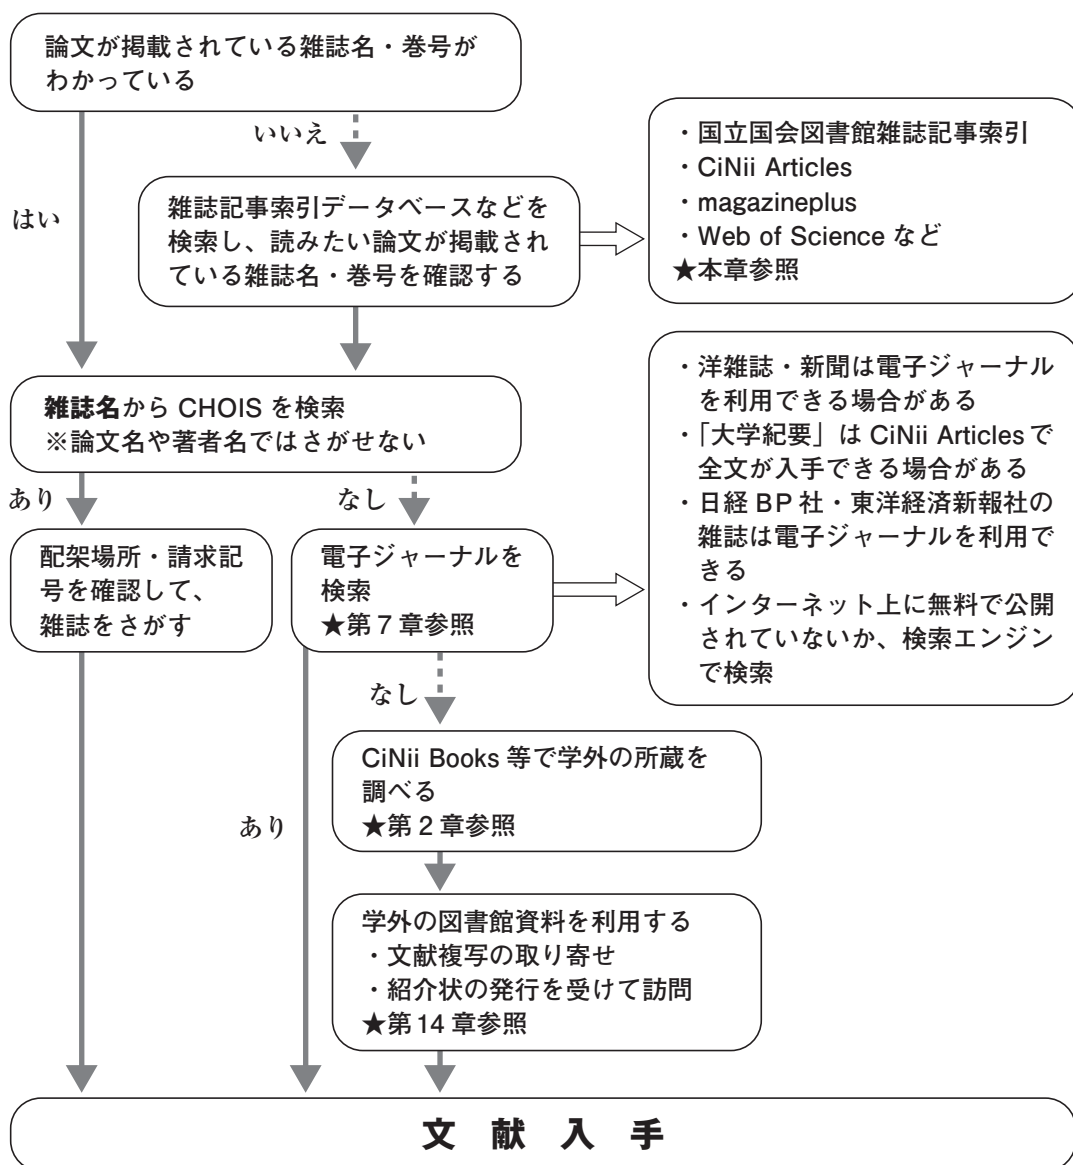 論文が掲載されている雑誌名・巻号が
わかっている
はい
いいえ
雑誌記事索引データベースなどを
検索し、読みたい論文が掲載され
ている雑誌名・巻号を確認する
・国立国会図書館雑誌記事索引
・CiNii Articles
・magazineplus
・Web of Science など
★本章参照
雑誌名から CHOIS を検索
※論文名や著者名ではさがせない
・洋雑誌・新聞は電子ジャーナル
を利用できる場合がある
・「大学紀要」は CiNii Articles で
全文が入手できる場合がある
・日経 BP 社・東洋経済新報社の
雑誌は電子ジャーナルを利用で
きる
・インターネット上に無料で公開
されていないか、検索エンジン
で検索
あり
なし
配架場所・請求記
号を確認して、
雑誌をさがす
電子ジャーナルを
検索
★第 7 章参照
なし
あり
CiNii Books 等で学外の所蔵を
調べる
★第 2 章参照
学外の図書館資料を利用する
・文献複写の取り寄せ
・紹介状の発行を受けて訪問
★第 14 章参照
文 献 入 手